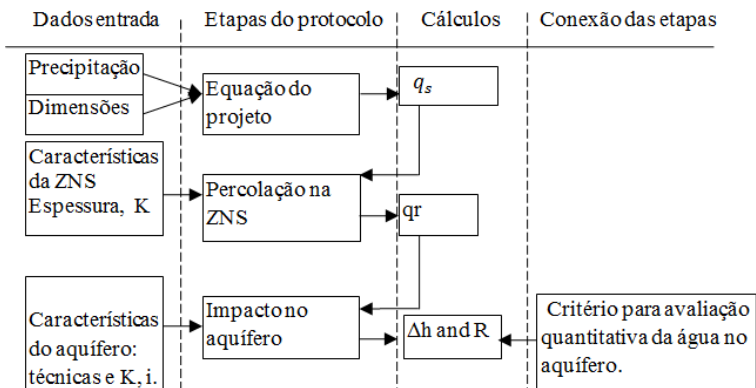 Dados entrada
Etapas do protocolo
Cálculos
Conexão das etapas
Precipitação
Dimensões
Equação do
projeto
qs
Características
da ZNS
Espessura, K
Percolação na
ZNS
qr
Características
do aquífero:
técnicas e K, i.
Impacto no
aquífero
Δh and R
Critério para avaliação
quantitativa da água no
aquífero.